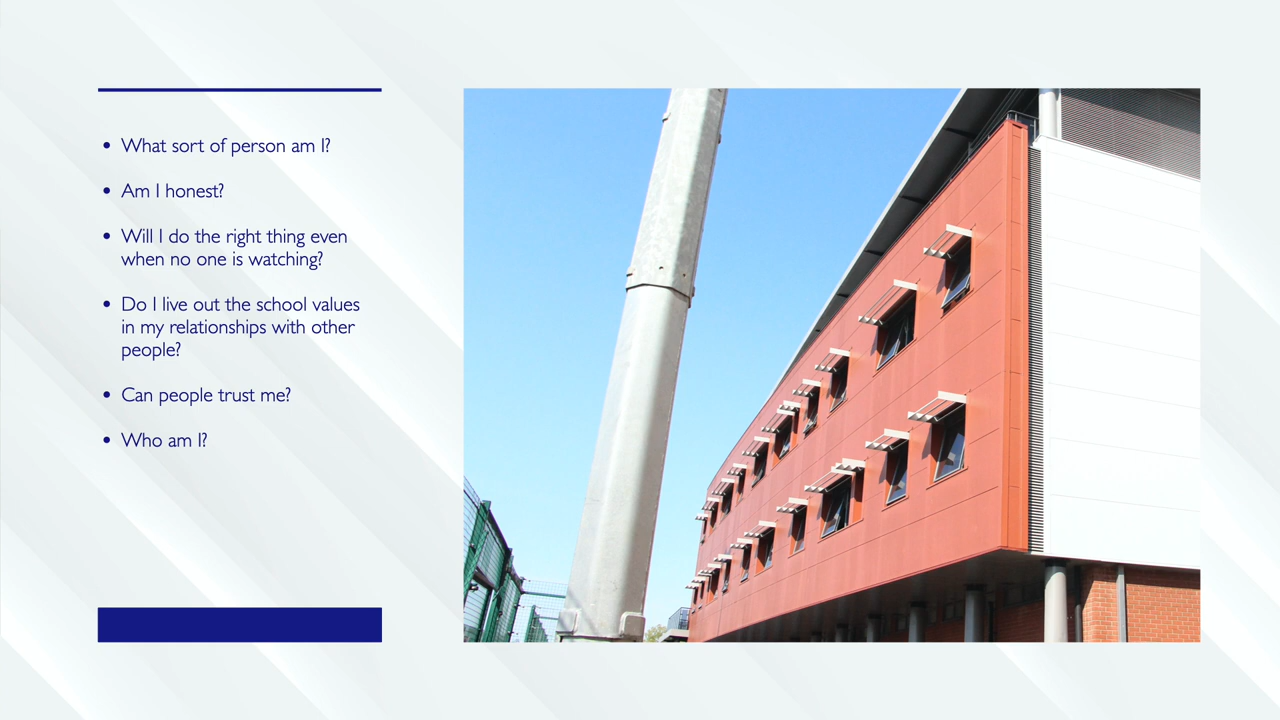 • What sort of person am I?
• Am I honest?
• Will I do the right thing even
when no one is watching?
• Do I live out the school values
in my relationships with other
people?
• Can people trust me?
• Who am I?